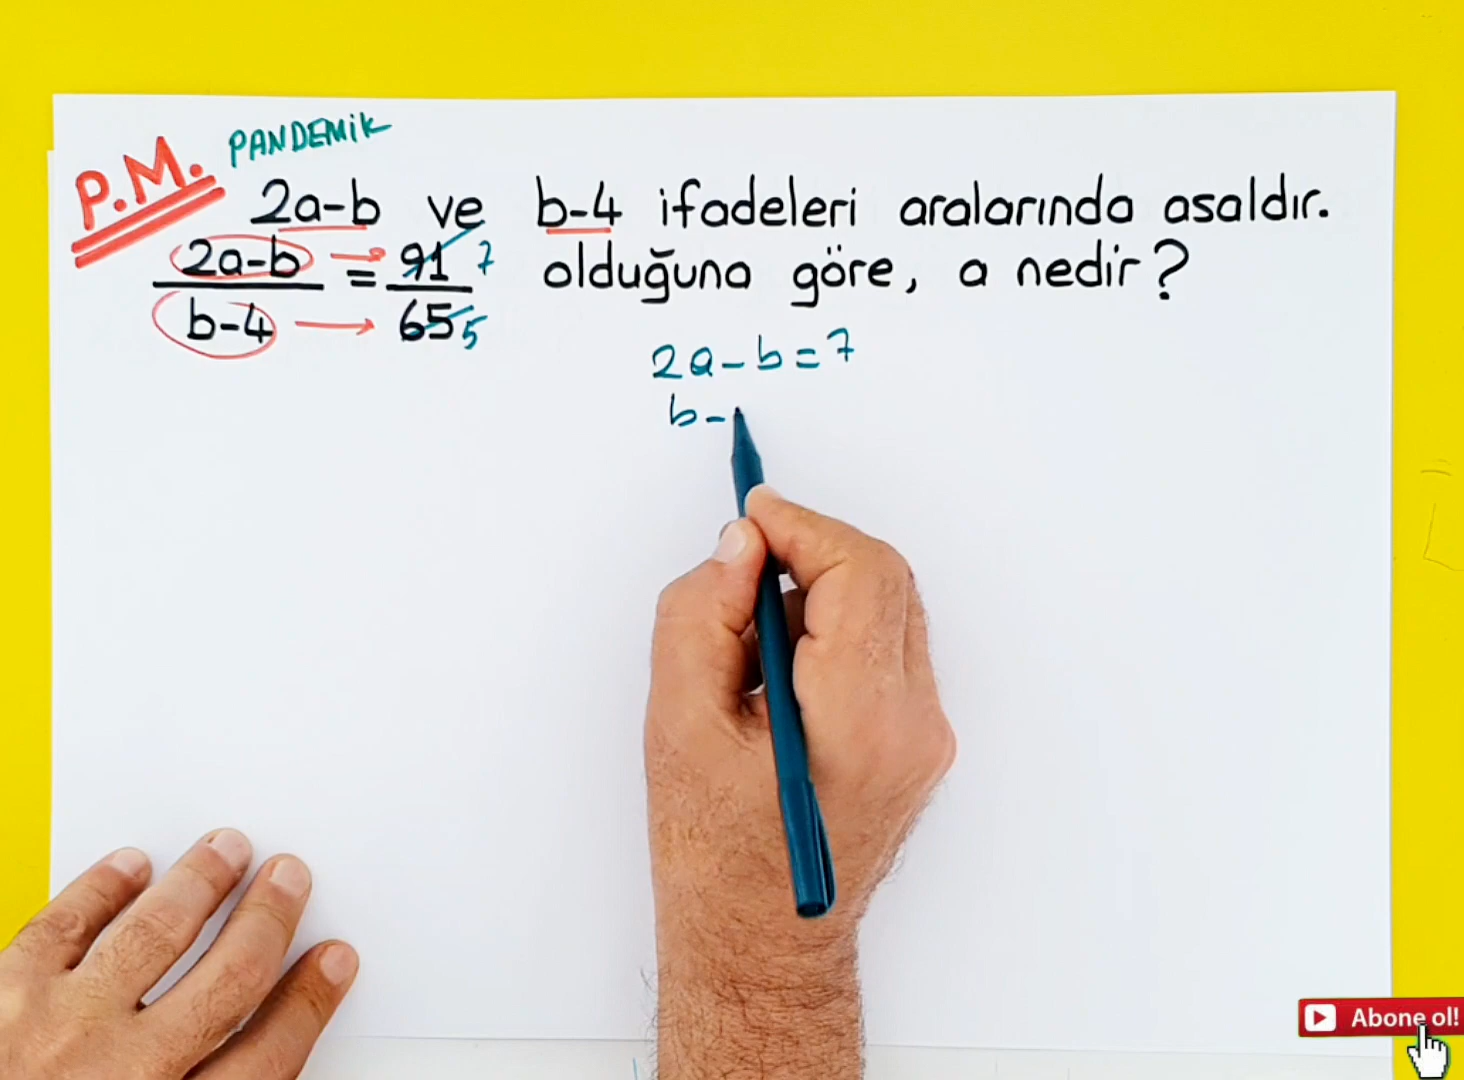 P.M. PANDEMİK
2a-b ve b-4 ifadeleri aralarında asaldır.
2a-b = 91 7 olduğuna göre, a nedir?
b-4 65 5
2a-b=7
b-
Abone ol!